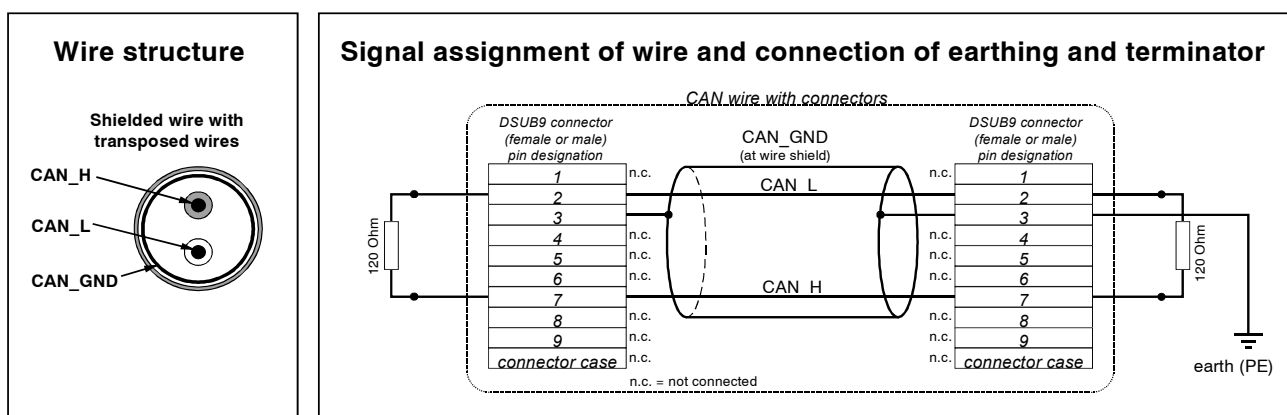 Wire structure
Shielded wire with
transposed wires
CAN_H
CAN_L
CAN_GND
Signal assignment of wire and connection of earthing and terminator
CAN wire with connectors
DSUB9 connector
(female or male)
pin designation
CAN_GND
(at wire shield)
DSUB9 connector
(female or male)
pin designation
1 n.c.
2
3
4 n.c.
5 n.c.
6 n.c.
7
8 n.c.
9 n.c.
connector case n.c.
CAN_L
CAN_H
n.c. 1
2
3
n.c. 4
n.c. 5
n.c. 6
7
n.c. 8
n.c. 9
n.c. connector case
120 Ohm
120 Ohm
earth (PE)
n.c. = not connected